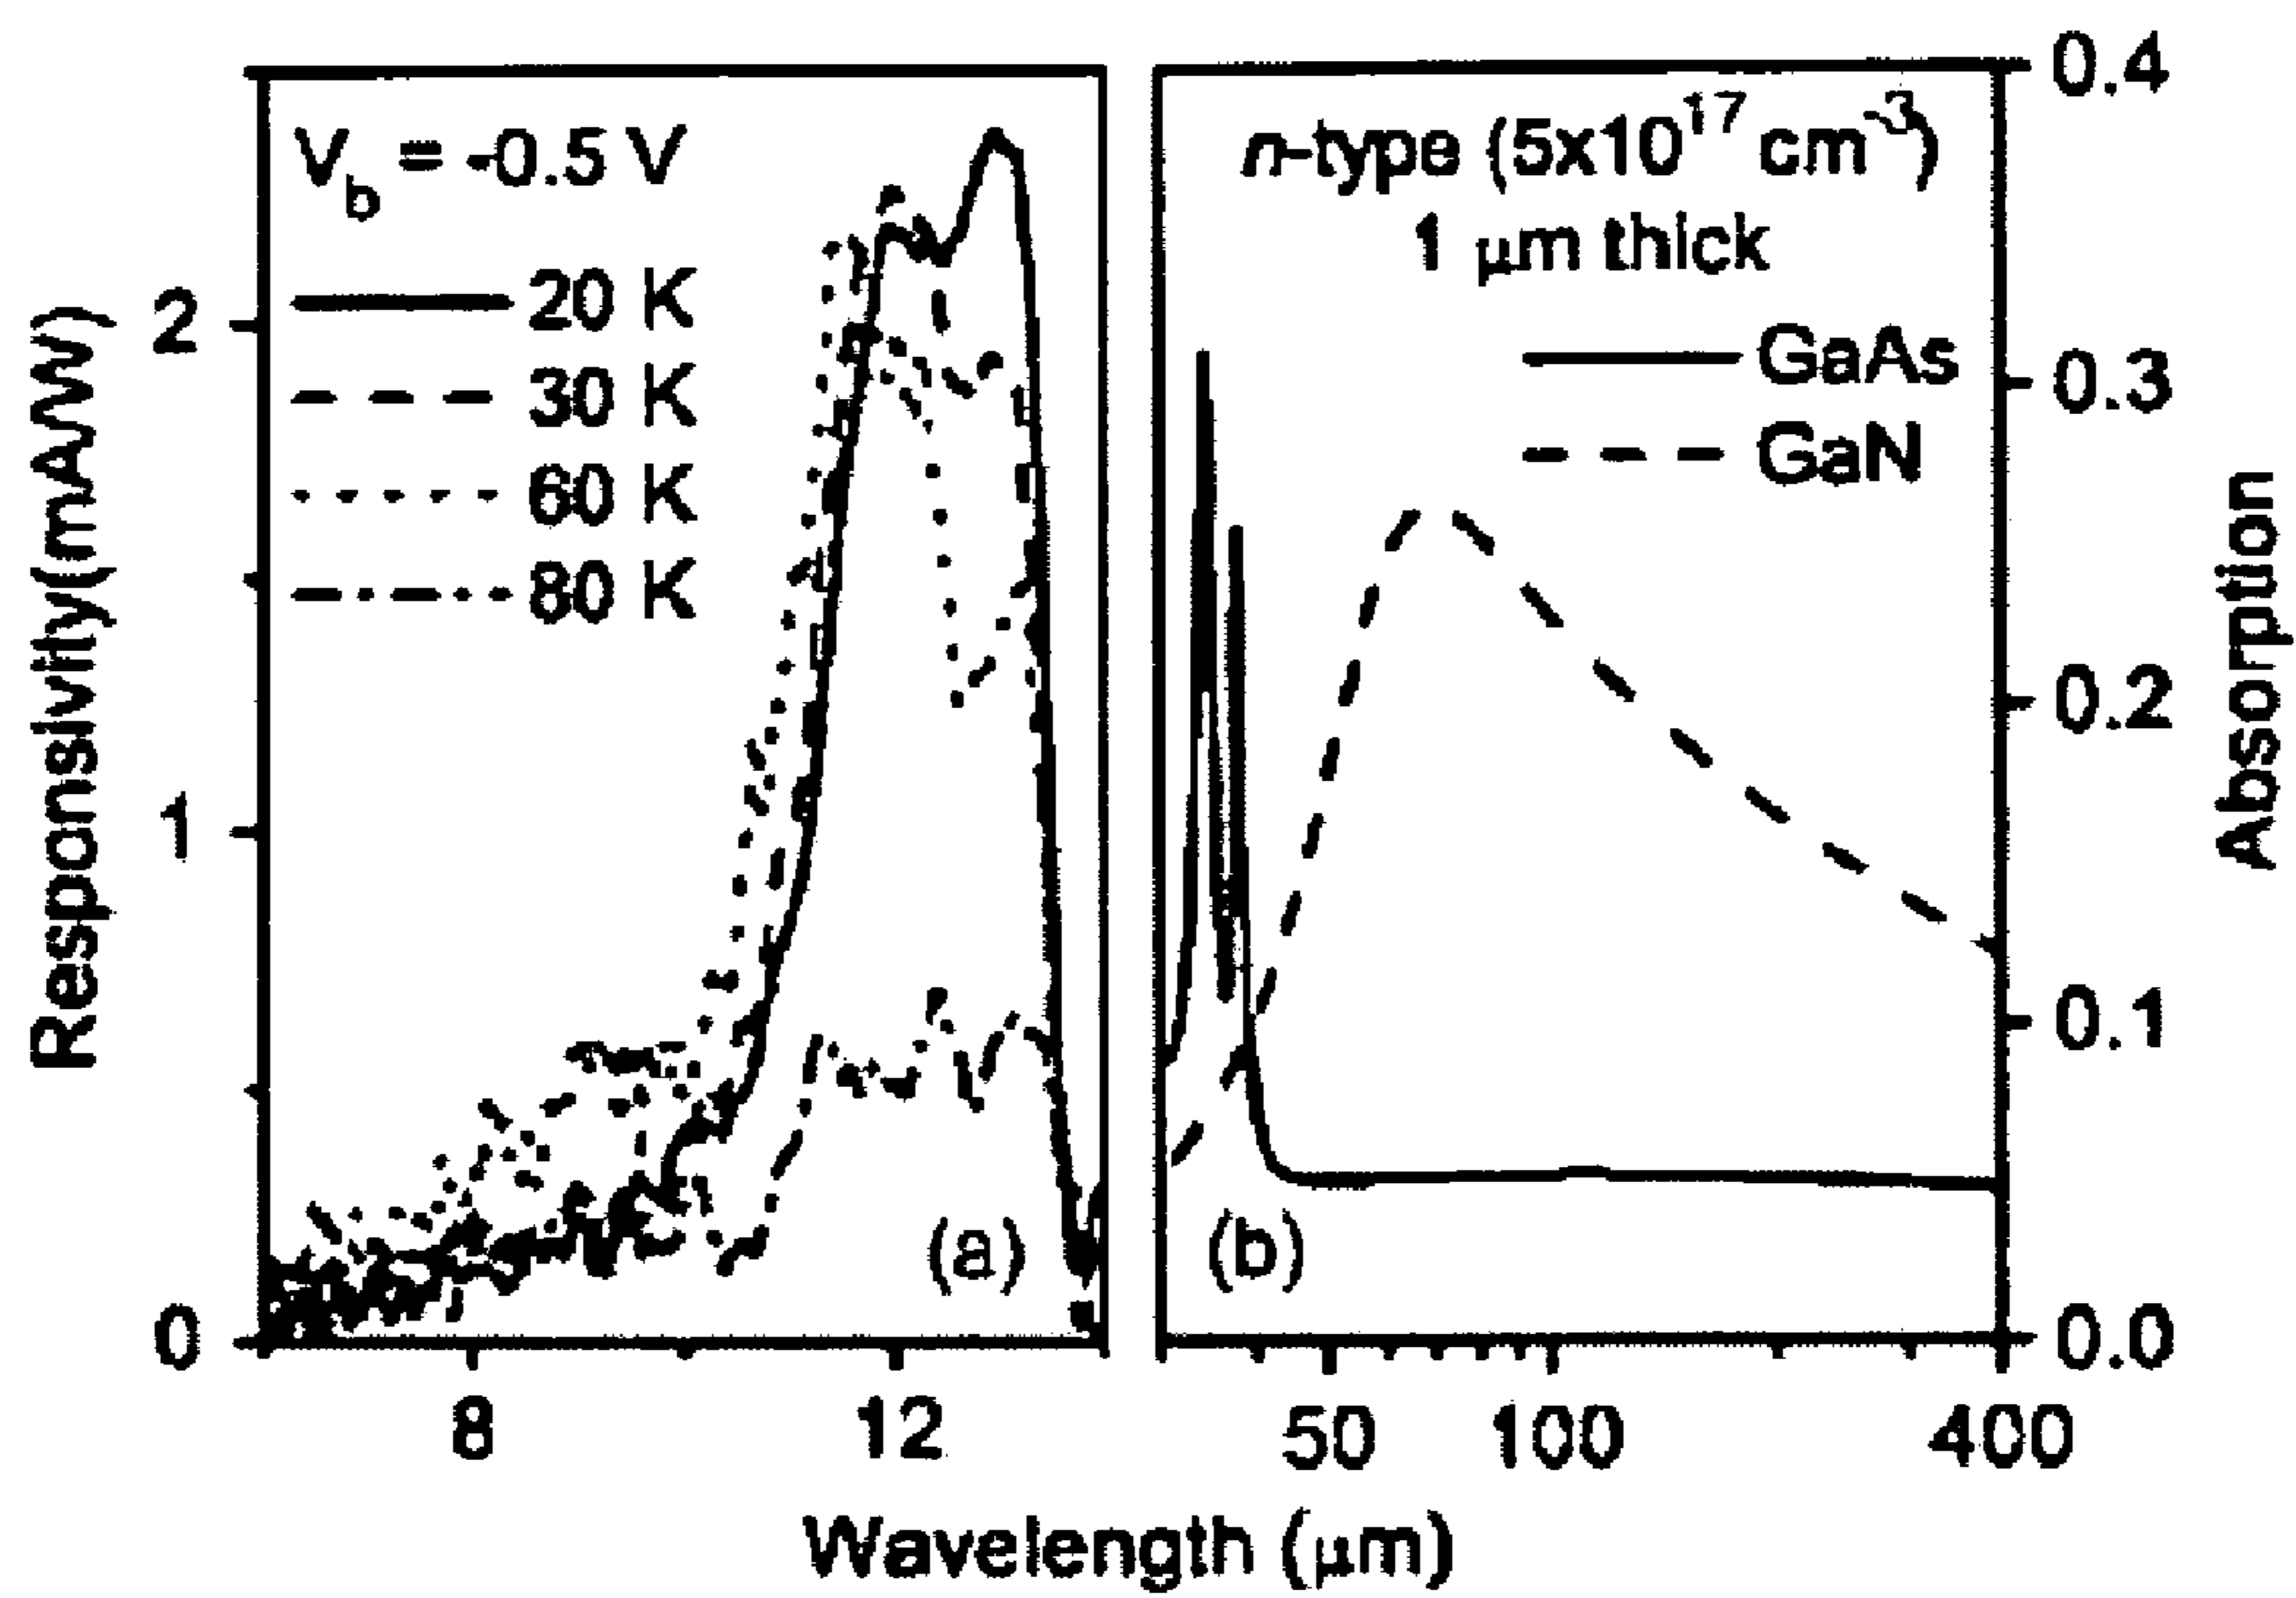 V_b = -0.5 V
20 K
30 K
60 K
80 K
Responsivity(mA/W)
2
1
0
8
12
(a)
n-type (5x10^17 cm^-3)
1 μm thick
GaAs
GaN
(b)
50
100
400
0.4
0.3
0.2
0.1
0.0
Absorption
Wavelength (μm)